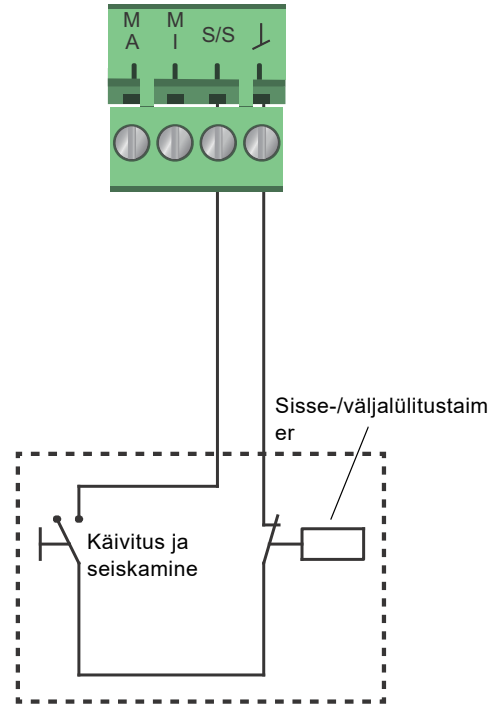 M
A
M
I
S/S
Sisse-/väljalülitustaim
er
Käivitus ja
seiskamine